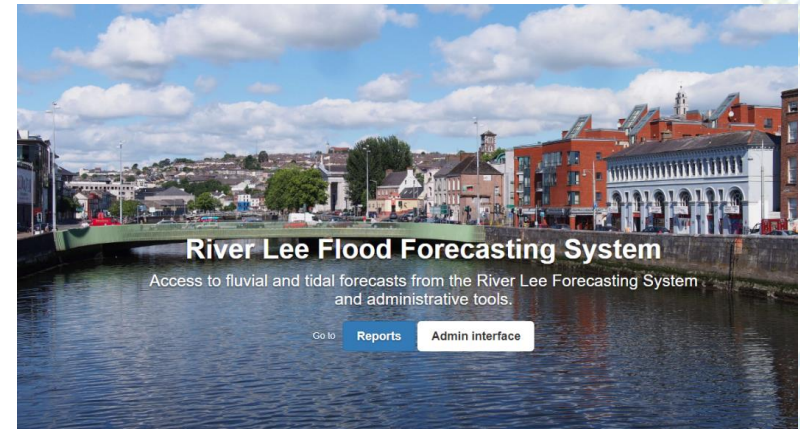 River Lee Flood Forecasting System
Access to fluvial and tidal forecasts from the River Lee Forecasting System
and administrative tools.
Go to Reports Admin interface